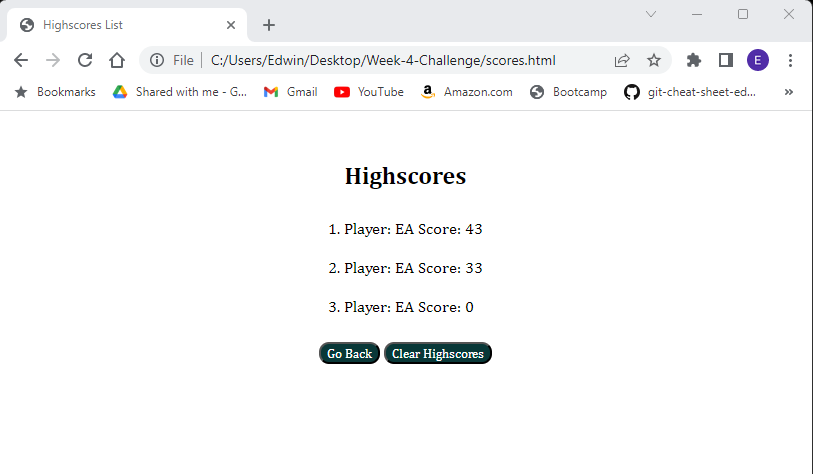 Highscores List
File C:/Users/Edwin/Desktop/Week-4-Challenge/scores.html E
Bookmarks Shared with me - G... Gmail YouTube Amazon.com Bootcamp git-cheat-sheet-ed... »
Highscores
1. Player: EA Score: 43
2. Player: EA Score: 33
3. Player: EA Score: 0
Go Back Clear Highscores